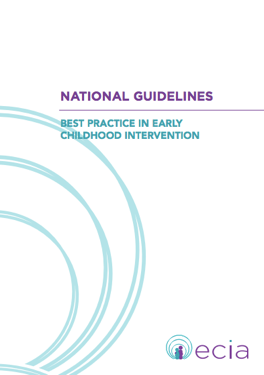 NATIONAL GUIDELINES
BEST PRACTICE IN EARLY
CHILDHOOD INTERVENTION
ecia